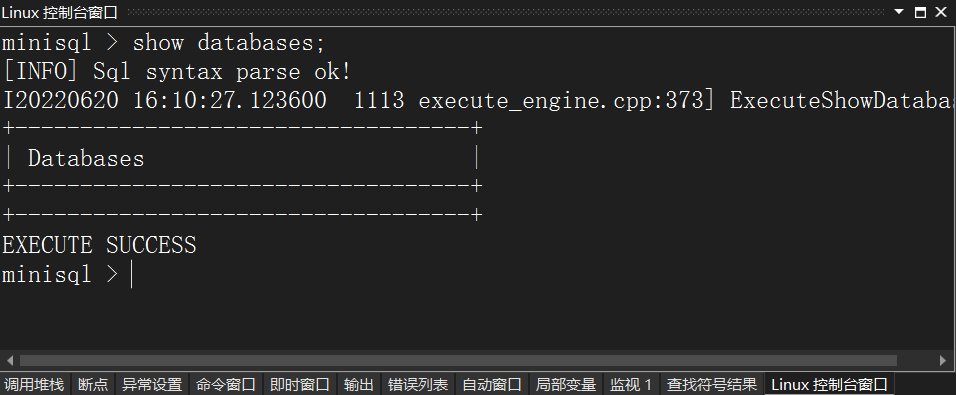 Linux 控制台窗口
minisql > show databases;
[INFO] Sql syntax parse ok!
I20220620 16:10:27.123600  1113 execute_engine.cpp:373] ExecuteShowDataba
+-----------------------------------+
| Databases                         |
+-----------------------------------+
+-----------------------------------+
EXECUTE SUCCESS
minisql >
调用堆栈 断点 异常设置 命令窗口 即时窗口 输出 错误列表 自动窗口 局部变量 监视 1 查找符号结果 Linux 控制台窗口